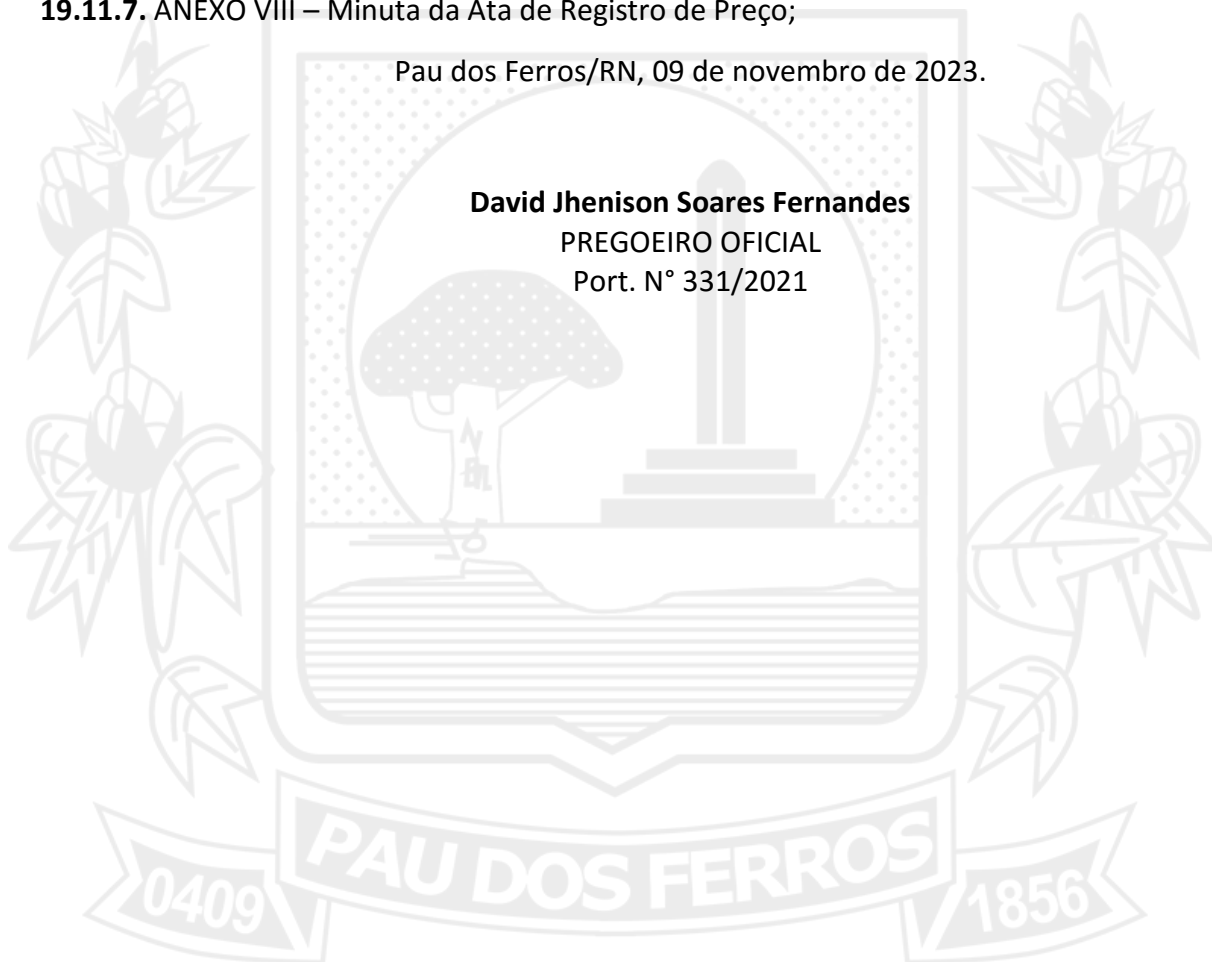 19.11.7. ANEXO VIII – Minuta da Ata de Registro de Preço;
Pau dos Ferros/RN, 09 de novembro de 2023.
David Jhenison Soares Fernandes
PREGOEIRO OFICIAL
Port. N° 331/2021
PAU DOS FERROS
0409
1856